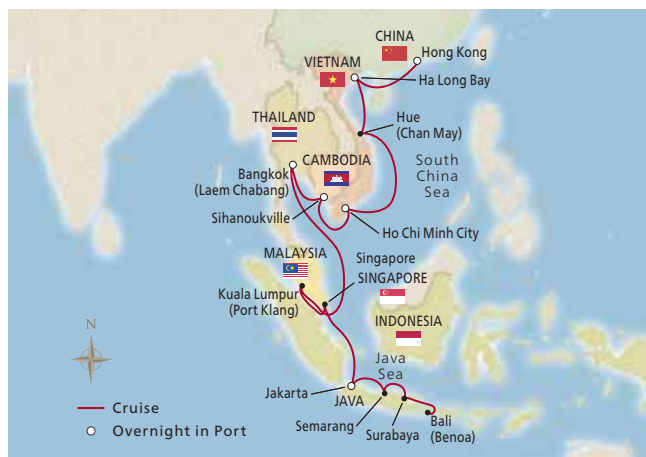 CHINA
Hong Kong
VIETNAM
Ha Long Bay
THAILAND
Hue
(Chan May)
CAMBODIA
South
China
Sea
Bangkok
(Laem Chabang)
Sihanoukville
Ho Chi Minh City
Singapore
MALAYSIA
SINGAPORE
Kuala Lumpur
(Port Klang)
INDONESIA
N
Java
Sea
Jakarta
JAVA
Semarang
Surabaya
Bali
(Benoa)
Cruise
Overnight in Port